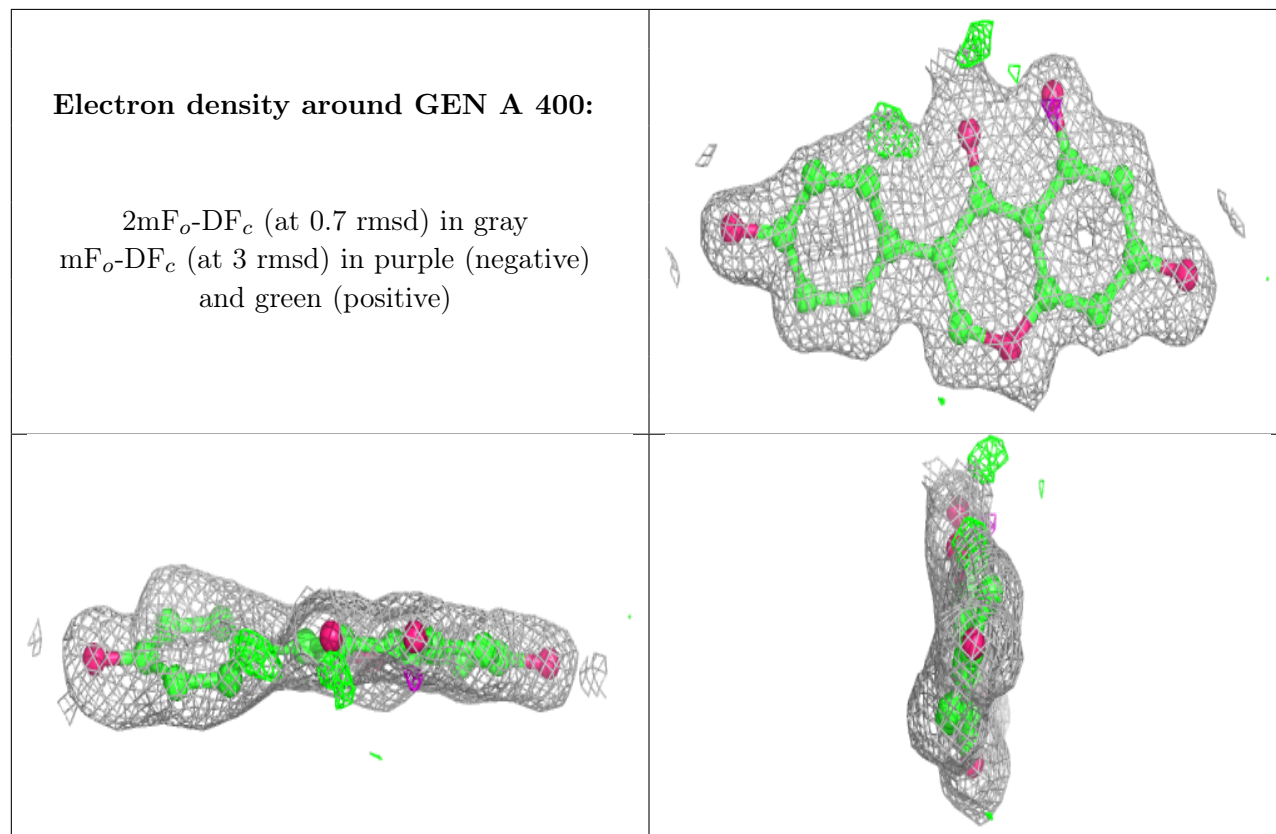 Electron density around GEN A 400:
2mFo-DFc (at 0.7 rmsd) in gray
mFo-DFc (at 3 rmsd) in purple (negative)
and green (positive)